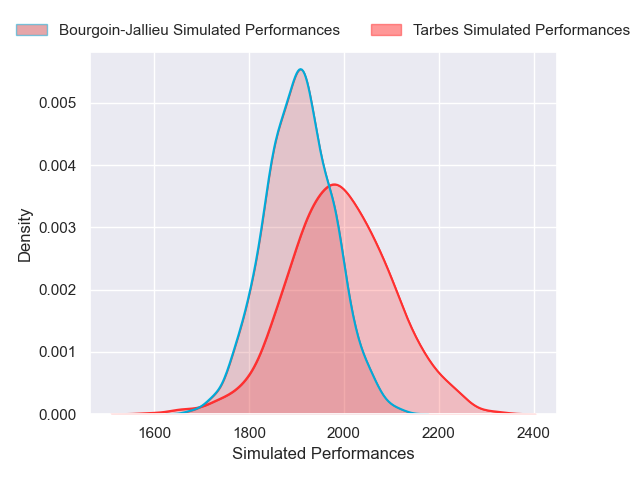 Bourgoin-Jallieu Simulated Performances
Tarbes Simulated Performances
0.005
0.004
0.003
0.002
0.001
0.000
Density
1600
1800
2000
2200
2400
Simulated Performances